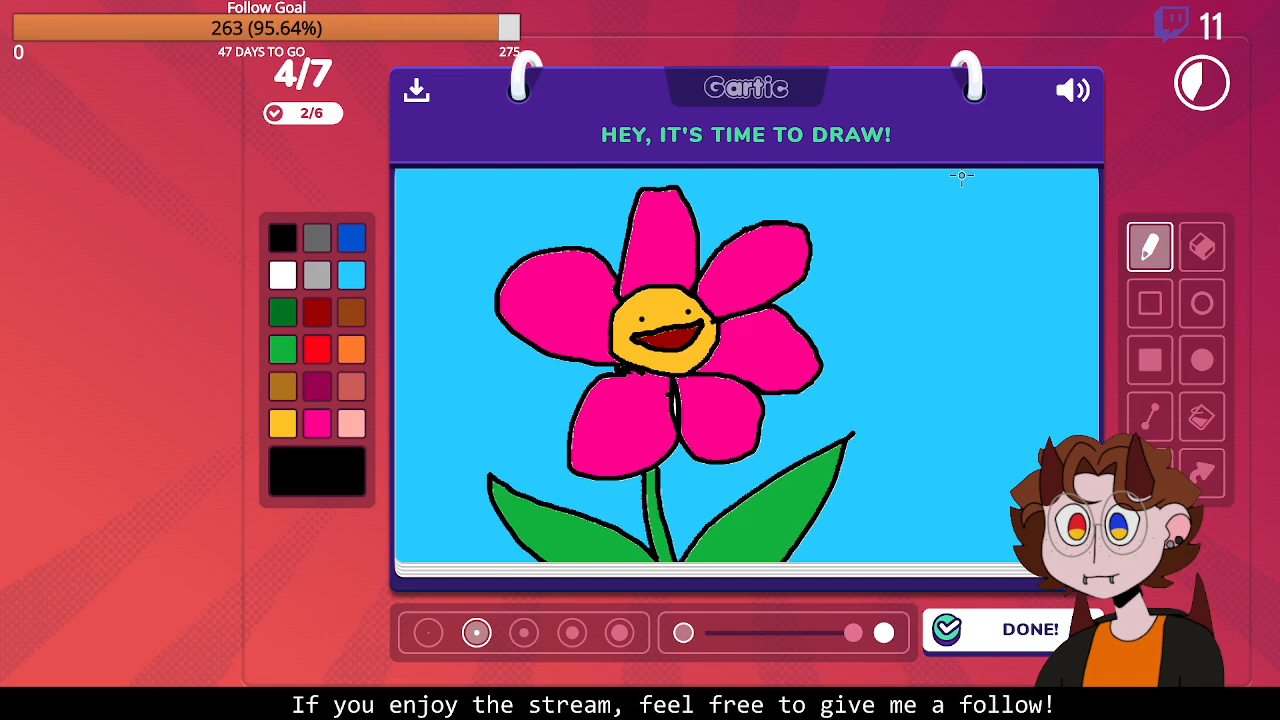 Follow Goal
263 (95.64%)
0
47 DAYS TO GO
275
11
4/7
2/6
Gartic
HEY, IT'S TIME TO DRAW!
DONE!
If you enjoy the stream, feel free to give me a follow!